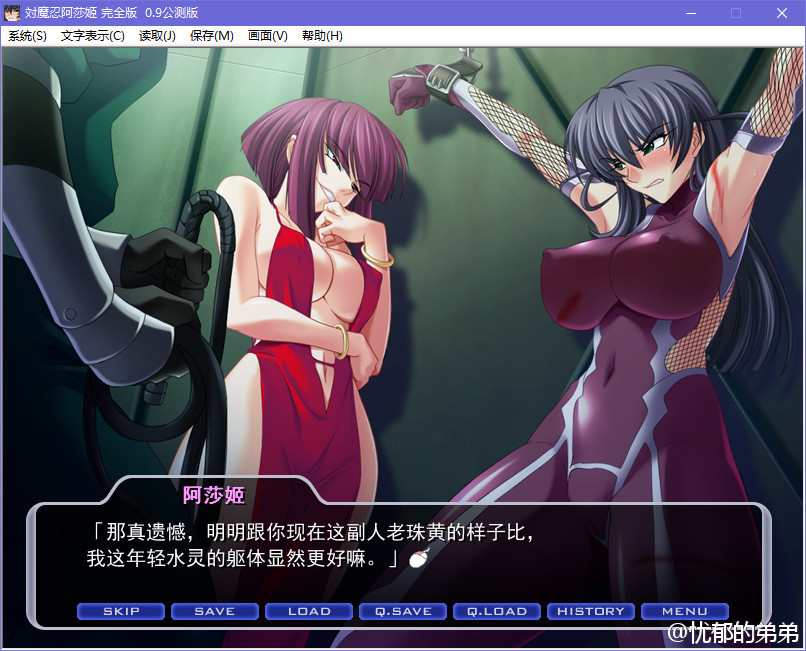 対魔忍阿莎姬 完全版 0.9公测版
系统(S) 文字表示(C) 读取(J) 保存(M) 画面(V) 帮助(H)
阿莎姬
「那真遗憾，明明跟你现在这副人老珠黄的样子比，
我这年轻水灵的躯体显然更好嘛。」
SKIP SAVE LOAD Q.SAVE Q.LOAD HISTORY MENU
@忧郁的弟弟